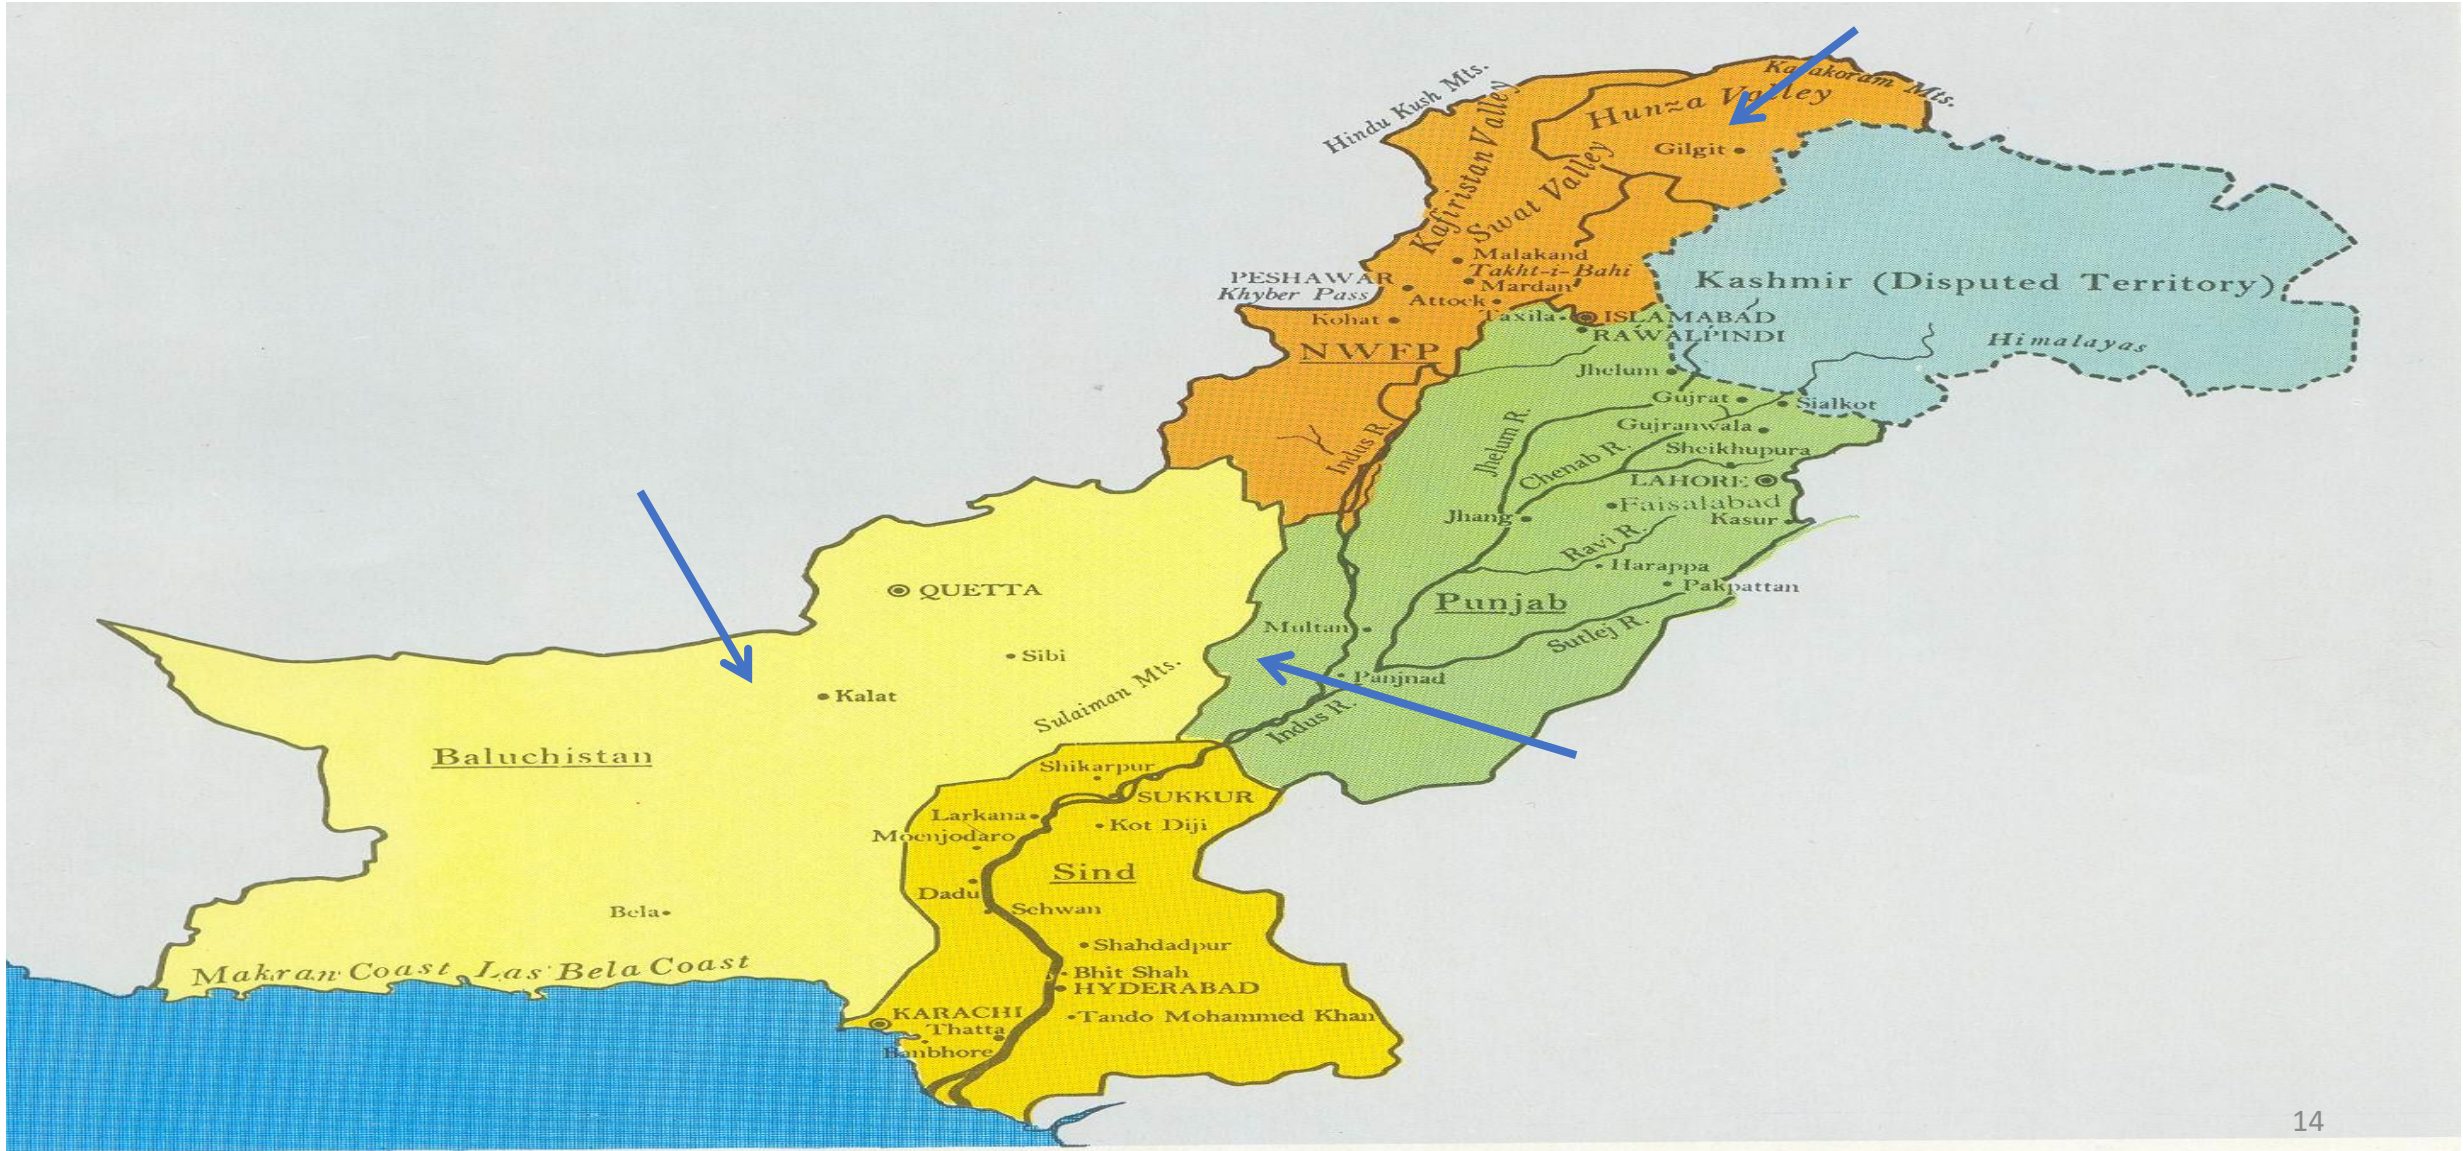 Karakoram Mts.
Hindu Kush Mts.
Hunza Valley
Kafiristan Valley
Gilgit
Swat Valley
Malakand
Takht-i-Bahi
PESHAWAR
Khyber Pass
Mardan
Attock
Kashmir (Disputed Territory)
Kohat
Taxila
ISLAMABAD
RAWALPINDI
NWFP
Himalayas
Jhelum
Gujrat
Sialkot
Jhelum R.
Gujranwala
Indus R.
Chenab R.
Sheikhupura
LAHORE
Faisalabad
Jhang
Kasur
Ravi R.
Harappa
Pakpattan
QUETTA
Punjab
Multan
Sutlej R.
Sibi
Panjnad
Kalat
Sulaiman Mts.
Indus R.
Baluchistan
Shikarpur
SUKKUR
Larkana
Kot Diji
Moenjodaro
Sind
Dadu
Sehwan
Bela
Shahdadpur
Makran Coast
Las Bela Coast
Bhit Shah
HYDERABAD
KARACHI
Tando Mohammed Khan
Thatta
Banbhore
14